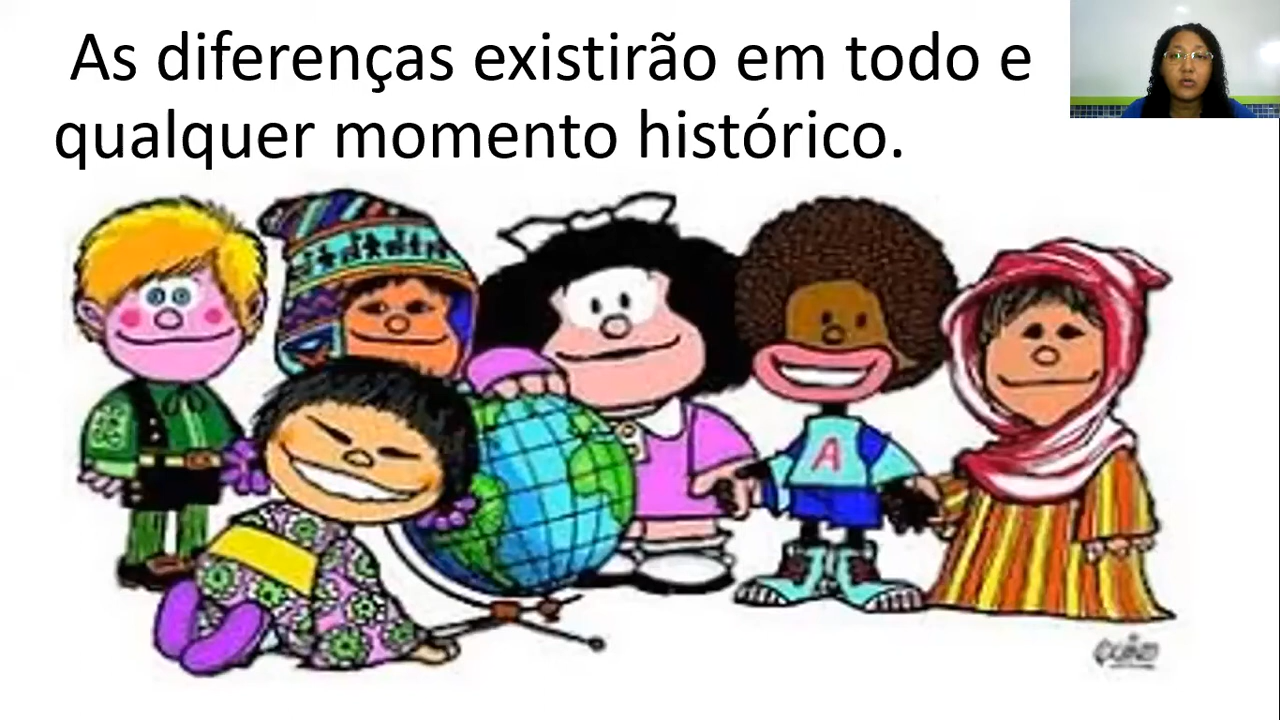 As diferenças existirão em todo e
qualquer momento histórico.
A